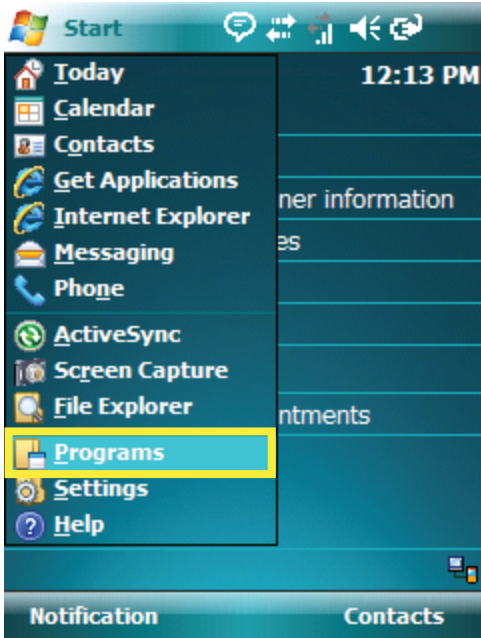 Start
Today
12:13 PM
Calendar
Contacts
Get Applications
ner information
Internet Explorer
Messaging
es
Phone
ActiveSync
Screen Capture
File Explorer
ntments
Programs
Settings
Help
Notification
Contacts